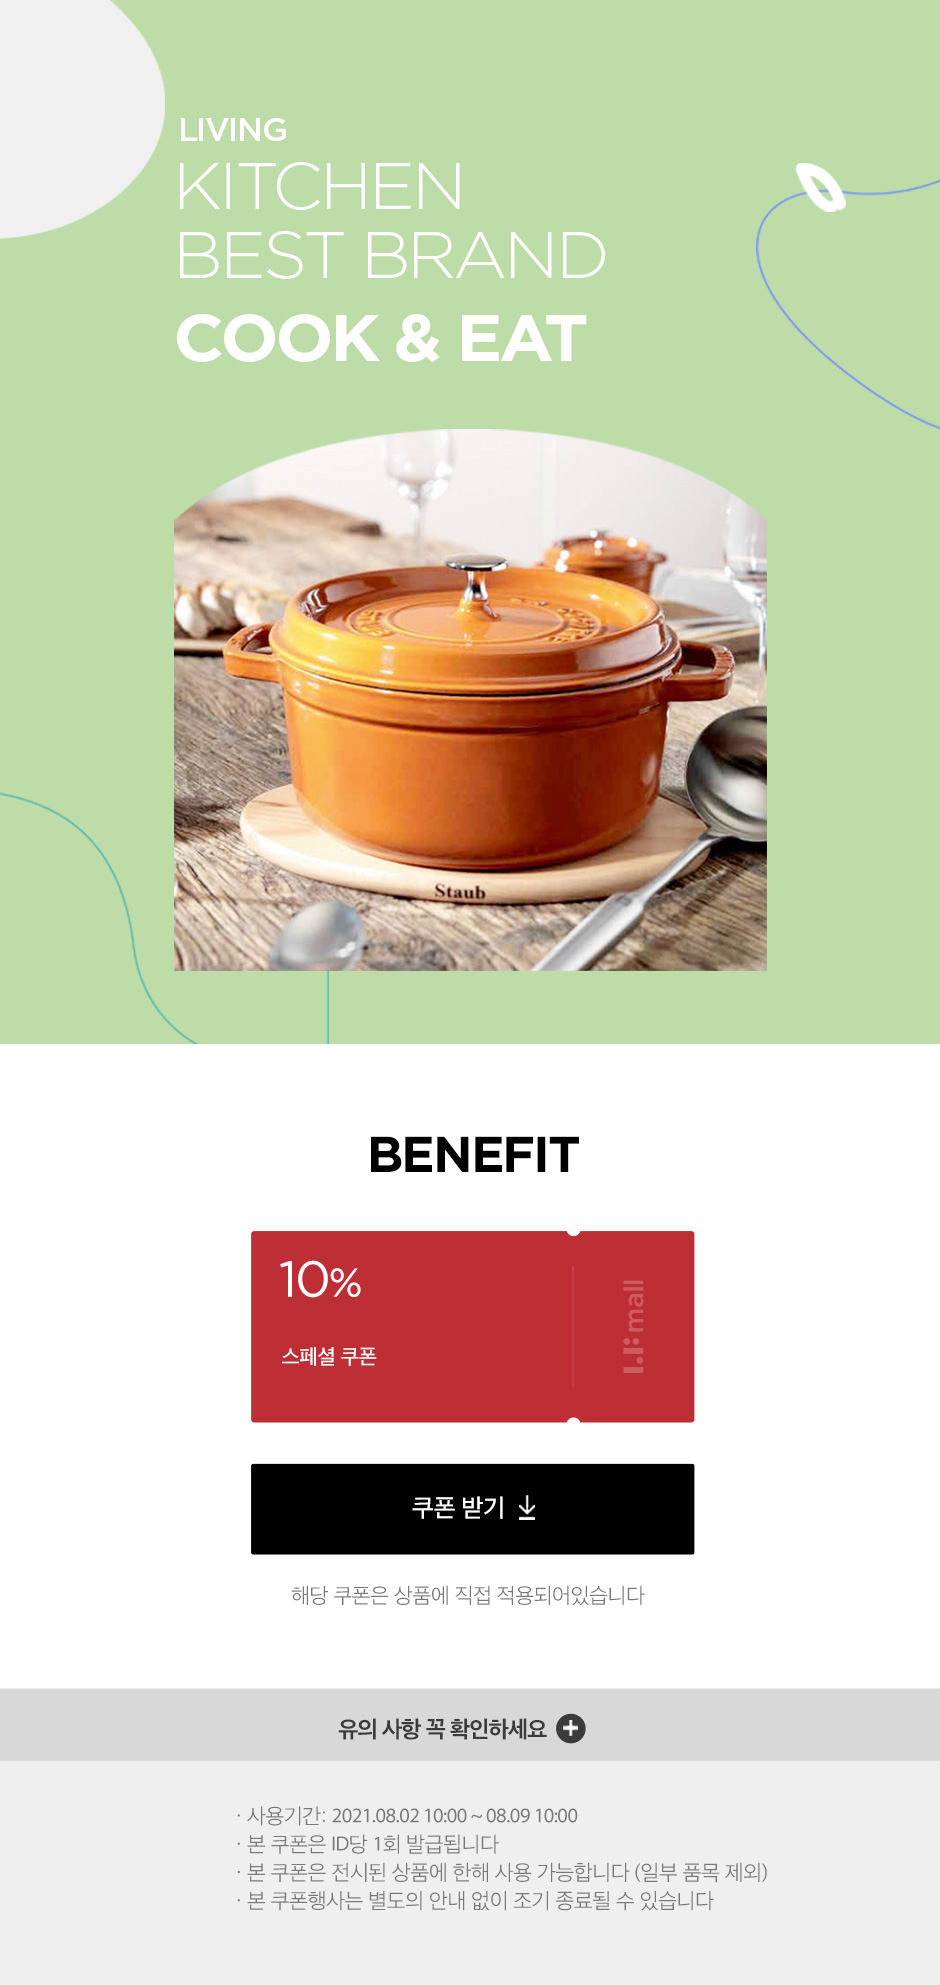 LIVING
KITCHEN
BEST BRAND
COOK & EAT
Staub
BENEFIT
10%
스페셜 쿠폰
LF mall
쿠폰 받기
해당 쿠폰은 상품에 직접 적용되어있습니다
유의 사항 꼭 확인하세요
· 사용기간: 2021.08.02 10:00 ~ 08.09 10:00
· 본 쿠폰은 ID당 1회 발급됩니다
· 본 쿠폰은 전시된 상품에 한해 사용 가능합니다 (일부 품목 제외)
· 본 쿠폰행사는 별도의 안내 없이 조기 종료될 수 있습니다